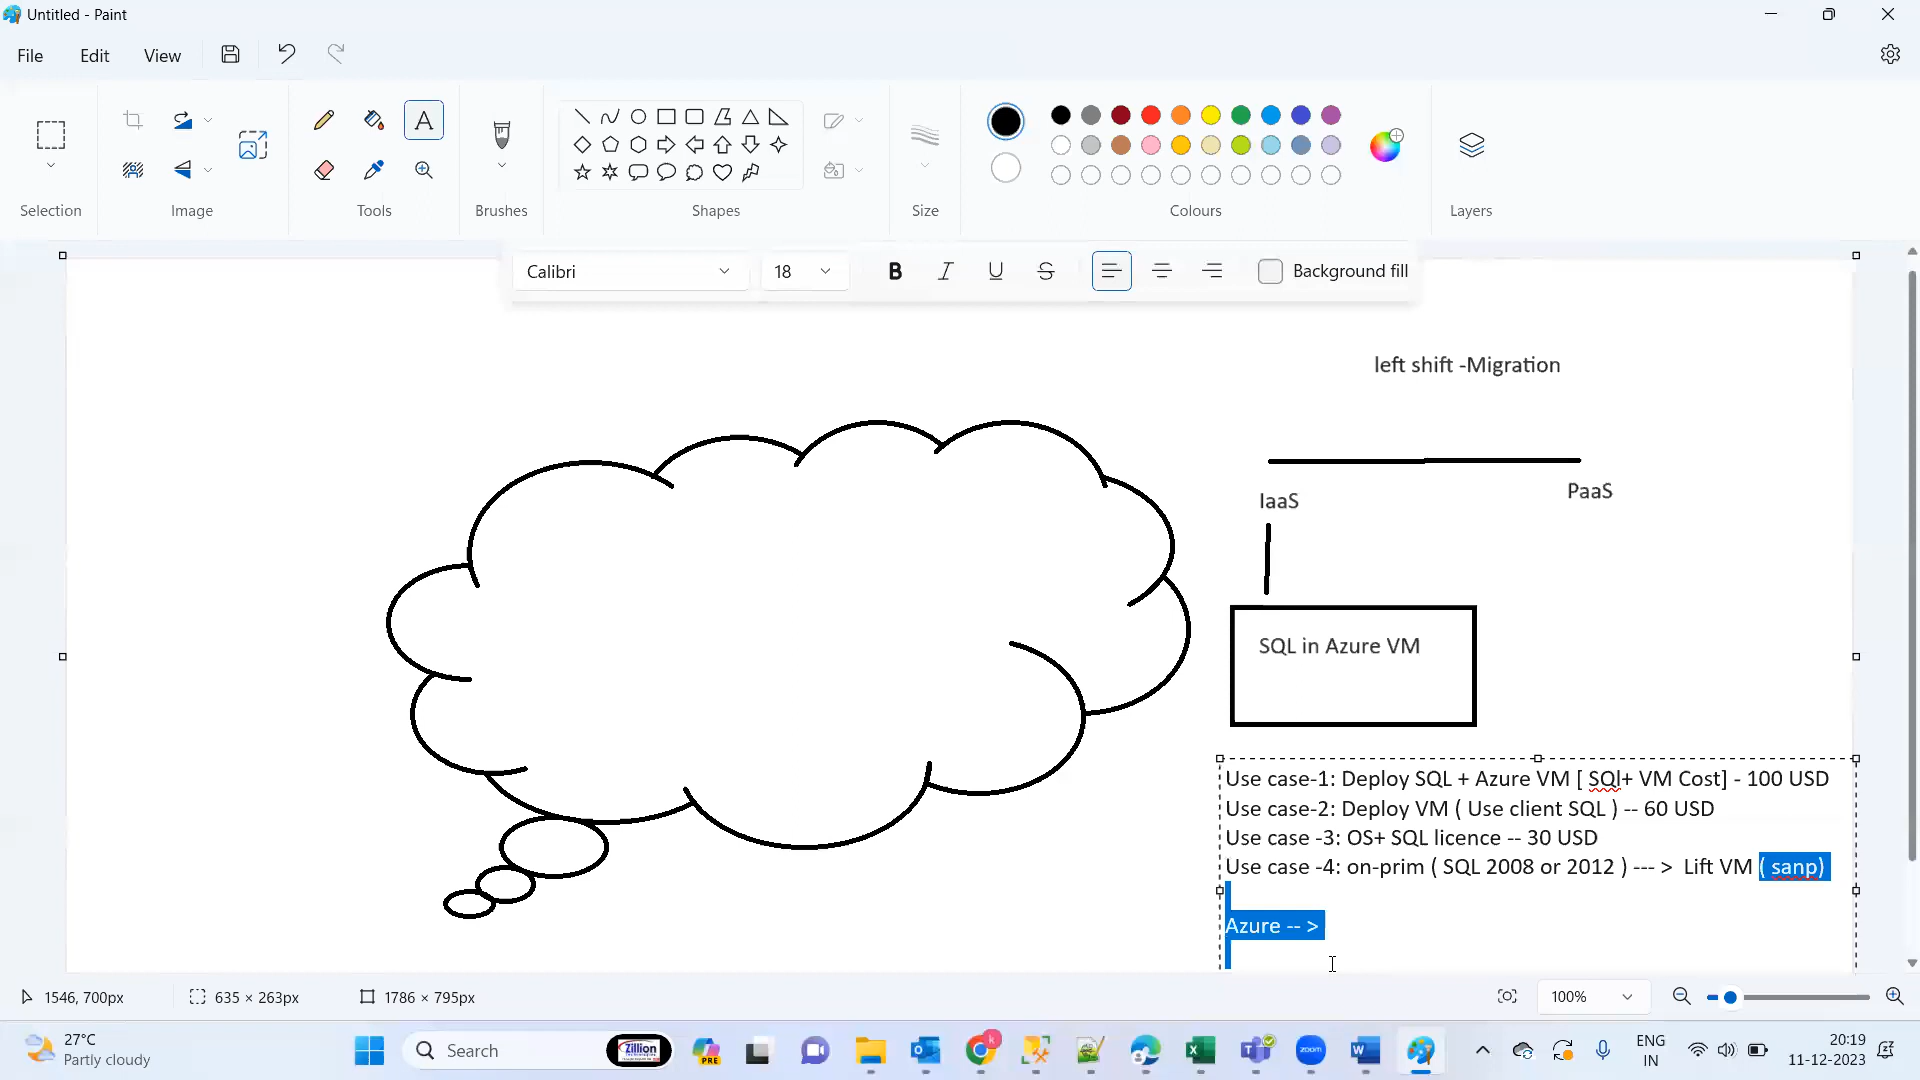 Untitled - Paint
File Edit View
Selection Image Tools Brushes Shapes Size Colours Layers
Calibri 18 B I U S Background fill
left shift -Migration
IaaS PaaS
SQL in Azure VM
Use case-1: Deploy SQL + Azure VM [ SQl+ VM Cost] - 100 USD
Use case-2: Deploy VM ( Use client SQL ) -- 60 USD
Use case -3: OS+ SQL licence -- 30 USD
Use case -4: on-prim ( SQL 2008 or 2012 ) --- > Lift VM ( sanp)
Azure -- >
1546, 700px 635 × 263px 1786 × 795px 100%
27°C
Partly cloudy
Search
Zillion
PRE
k
zoom
ENG
IN
20:19
11-12-2023